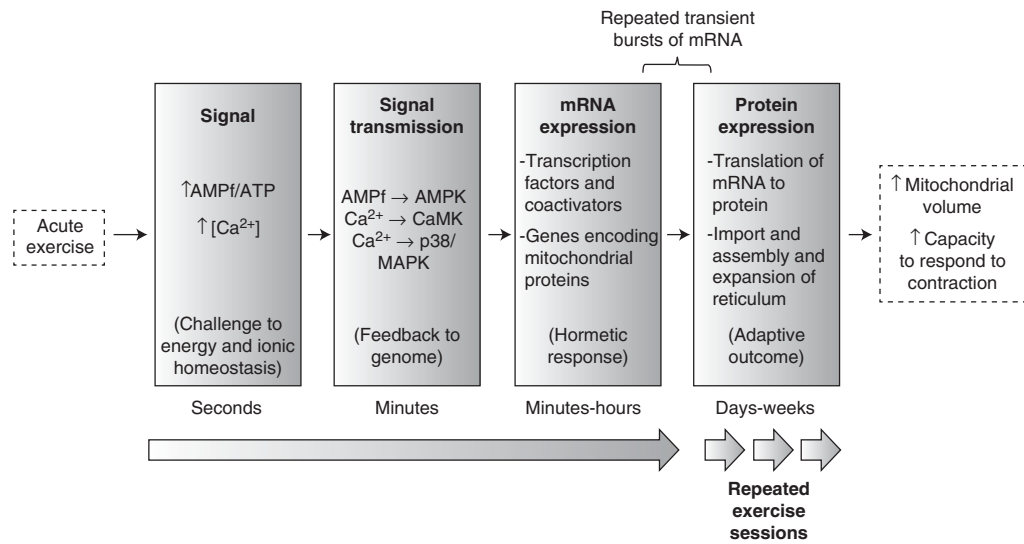 Repeated transient
bursts of mRNA
Acute
exercise
Signal
↑AMPf/ATP
↑ [Ca²⁺]
(Challenge to
energy and ionic
homeostasis)
Seconds
Signal
transmission
AMPf → AMPK
Ca²⁺ → CaMK
Ca²⁺ → p38/
MAPK
(Feedback to
genome)
Minutes
mRNA
expression
-Transcription
factors and
coactivators
-Genes encoding
mitochondrial
proteins
(Hormetic
response)
Minutes-hours
Protein
expression
-Translation of
mRNA to
protein
-Import and
assembly and
expansion of
reticulum
(Adaptive
outcome)
Days-weeks
↑ Mitochondrial
volume
↑ Capacity
to respond to
contraction
Repeated
exercise
sessions